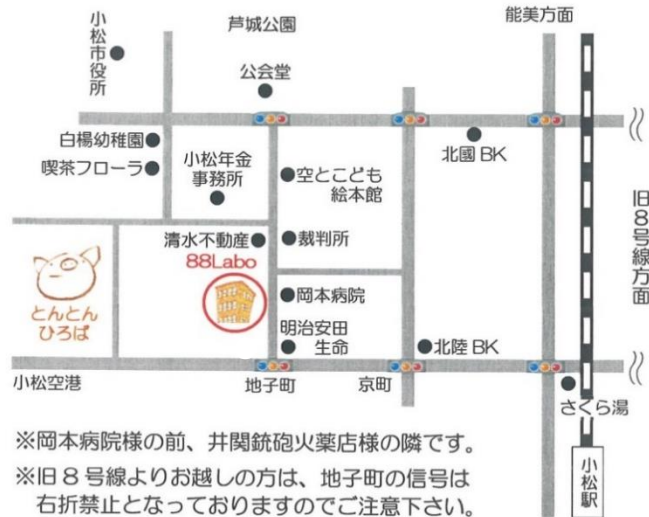 小松市役所
芦城公園
能美方面
公会堂
白楊幼稚園
喫茶フローラ
小松年金
事務所
空とこども
絵本館
北國BK
旧8号線方面
清水不動産
裁判所
88Labo
とんとん
ひろば
岡本病院
明治安田
生命
北陸BK
小松空港
地子町
京町
さくら湯
小松駅
※岡本病院様の前、井関銃砲火薬店様の隣です。
※旧8号線よりお越しの方は、地子町の信号は
右折禁止となっておりますのでご注意下さい。